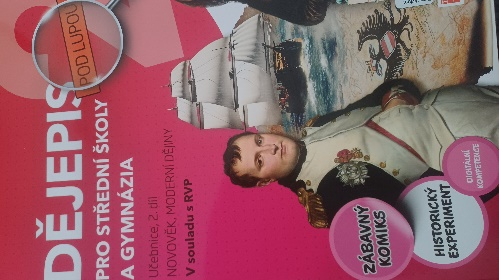 DĚJEPIS
POD LUPOU
PRO STŘEDNÍ ŠKOLY
A GYMNÁZIA
Učebnice, 2. díl
NOVOVĚK, MODERNÍ DĚJINY
V souladu s RVP
ZÁBAVNÝ
KOMIKS
HISTORICKÝ
EXPERIMENT
DIGITÁLNÍ
KOMPETENCE